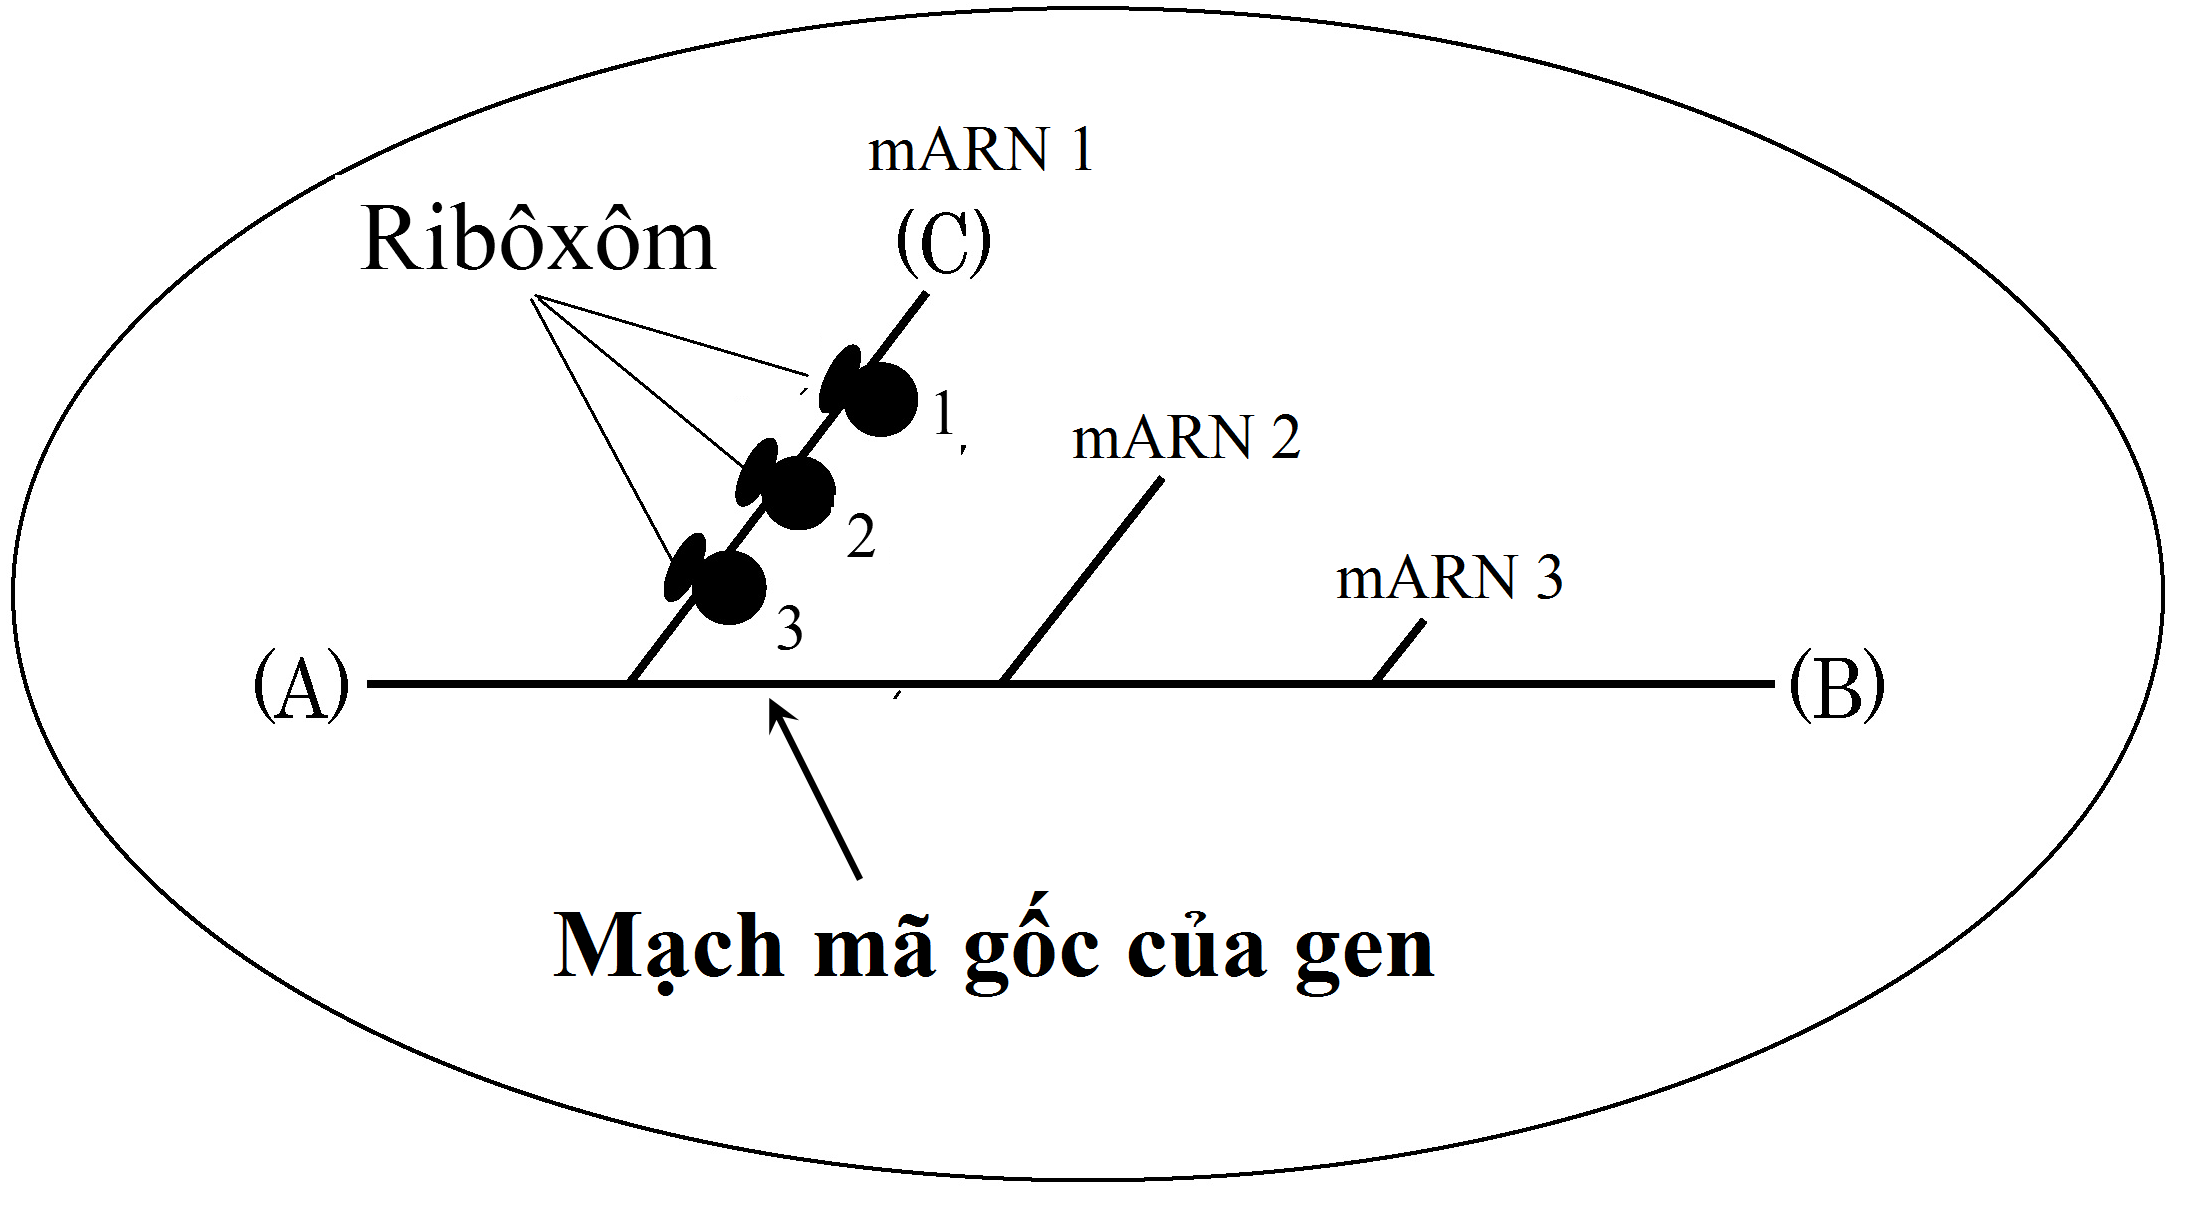 mARN 1
Ribôxôm
(C)
1
mARN 2
2
mARN 3
3
(A)
(B)
Mạch mã gốc của gen